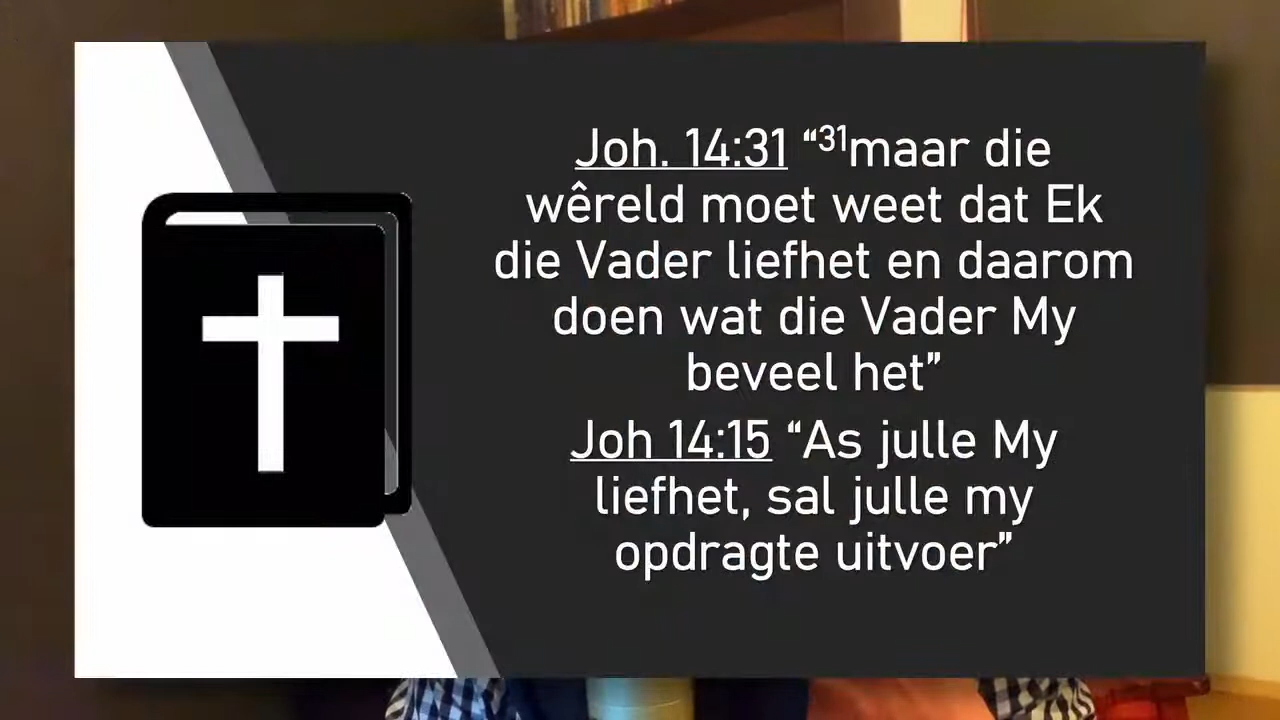 Joh. 14:31 “³¹maar die
wêreld moet weet dat Ek
die Vader liefhet en daarom
doen wat die Vader My
beveel het”
Joh 14:15 “As julle My
liefhet, sal julle my
opdragte uitvoer”